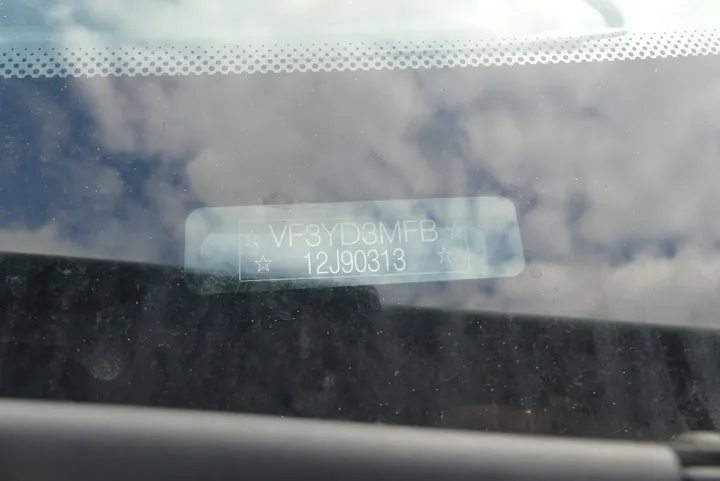 ☆ VF3YD3MFB ☆
☆ 12J90313 ☆